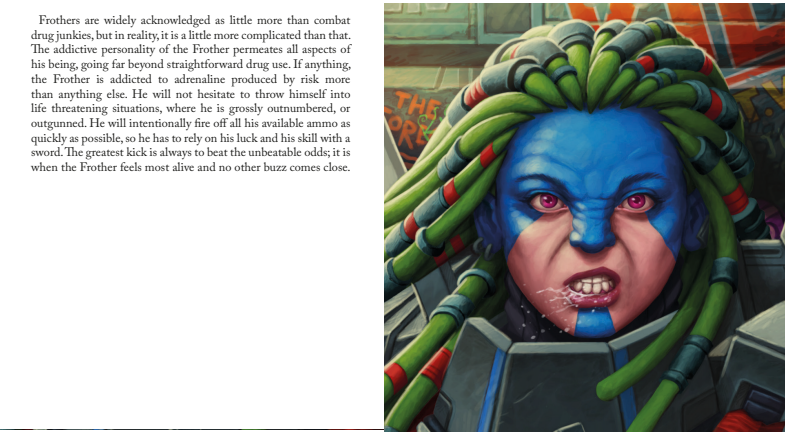 Frothers are widely acknowledged as little more than combat
drug junkies, but in reality, it is a little more complicated than that.
The addictive personality of the Frother permeates all aspects of
his being, going far beyond straightforward drug use. If anything,
the Frother is addicted to adrenaline produced by risk more
than anything else. He will not hesitate to throw himself into
life threatening situations, where he is grossly outnumbered, or
outgunned. He will intentionally fire off all his available ammo as
quickly as possible, so he has to rely on his luck and his skill with a
sword. The greatest kick is always to beat the unbeatable odds; it is
when the Frother feels most alive and no other buzz comes close.
THE